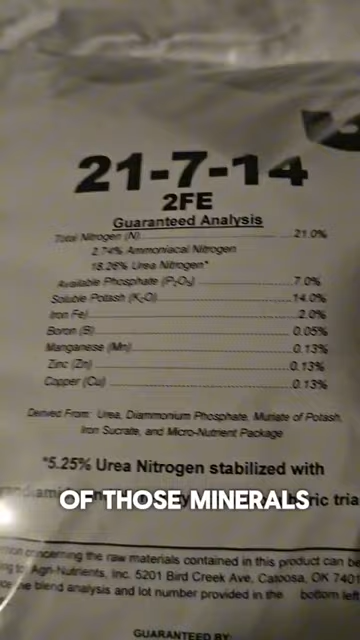 21-7-14
2FE
Guaranteed Analysis
Total Nitrogen (N) 21.0%
2.74% Ammoniacal Nitrogen
18.26% Urea Nitrogen*
Available Phosphate (P₂O₅) 7.0%
Soluble Potash (K₂O) 14.0%
Iron Fe) 2.0%
Boron (B) 0.05%
Manganese (Mn) 0.13%
Zinc (Zn) 0.13%
Copper (Cu) 0.13%
Derived From: Urea, Diammonium Phosphate, Muriate of Potash,
Iron Sucrate, and Micro-Nutrient Package
*5.25% Urea Nitrogen stabilized with
OF THOSE MINERALS
concerning the raw materials contained in this product can be
to Agri-Nutrients, Inc. 5201 Bird Creek Ave, Catoosa, OK
the blend analysis and lot number provided in the bottom left
GUARANTEED BY: